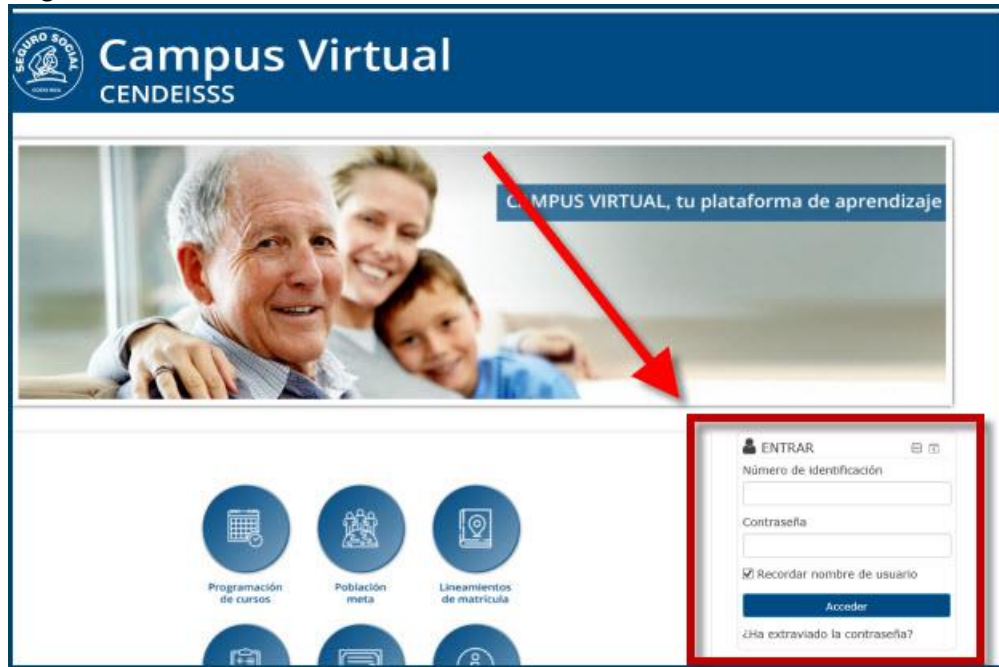 SEGURO SOCIAL
COSTA RICA
Campus Virtual
CENDEISSS
CAMPUS VIRTUAL, tu plataforma de aprendizaje
ENTRAR
Número de identificación
Contraseña
Recordar nombre de usuario
Acceder
¿Ha extraviado la contraseña?
Programación
de cursos
Población
meta
Lineamientos
de matrícula